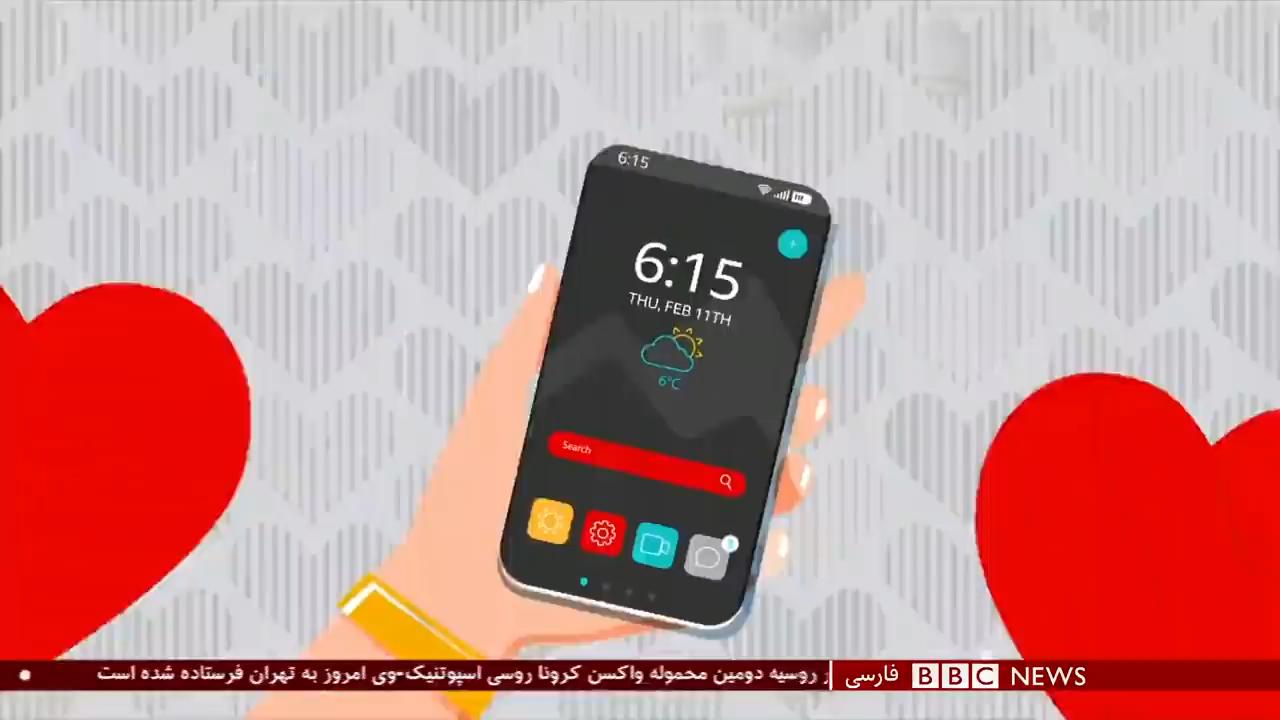 6:15
6:15
THU, FEB 11TH
6°C
Search
روسیه دومین محموله واکسن کرونا روسی اسپوتنیک-وی امروز به تهران فرستاده شده است
BBC NEWS فارسی